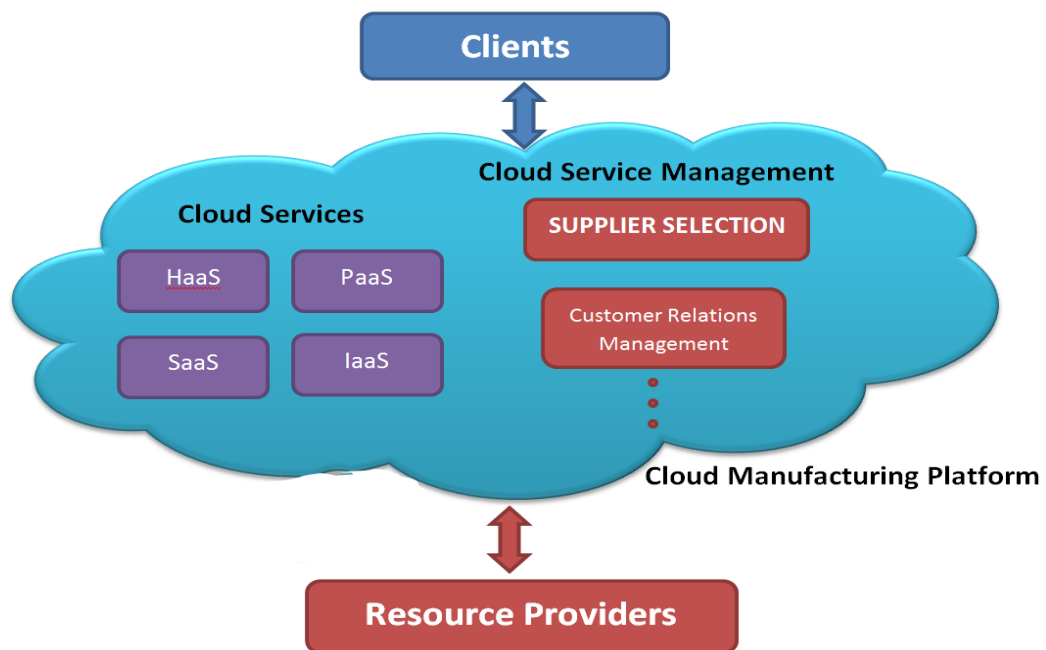 Clients
Cloud Service Management
Cloud Services
SUPPLIER SELECTION
HaaS
PaaS
Customer Relations
Management
SaaS
IaaS
Cloud Manufacturing Platform
Resource Providers